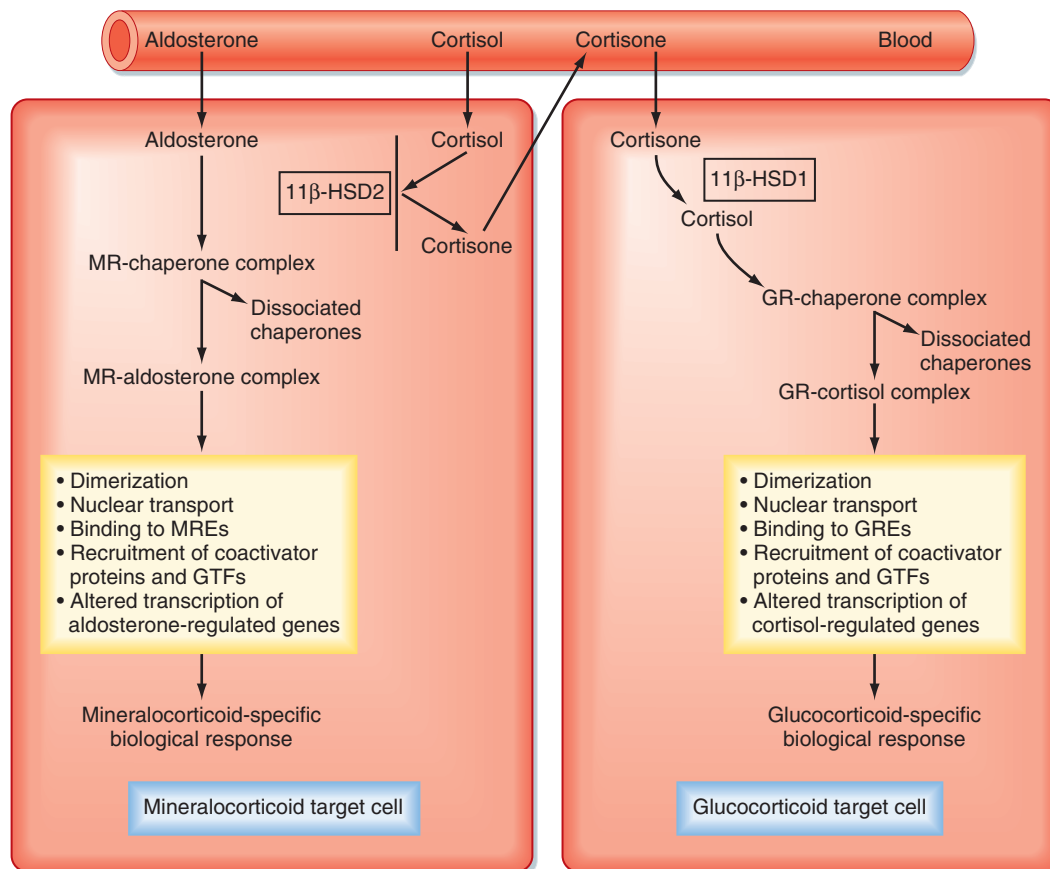 Aldosterone
Cortisol
Cortisone
Blood
Aldosterone
Cortisol
11β-HSD2
Cortisone
MR-chaperone complex
Dissociated
chaperones
MR-aldosterone complex
• Dimerization
• Nuclear transport
• Binding to MREs
• Recruitment of coactivator
proteins and GTFs
• Altered transcription of
aldosterone-regulated genes
Mineralocorticoid-specific
biological response
Mineralocorticoid target cell
Cortisone
11β-HSD1
Cortisol
GR-chaperone complex
Dissociated
chaperones
GR-cortisol complex
• Dimerization
• Nuclear transport
• Binding to GREs
• Recruitment of coactivator
proteins and GTFs
• Altered transcription of
cortisol-regulated genes
Glucocorticoid-specific
biological response
Glucocorticoid target cell